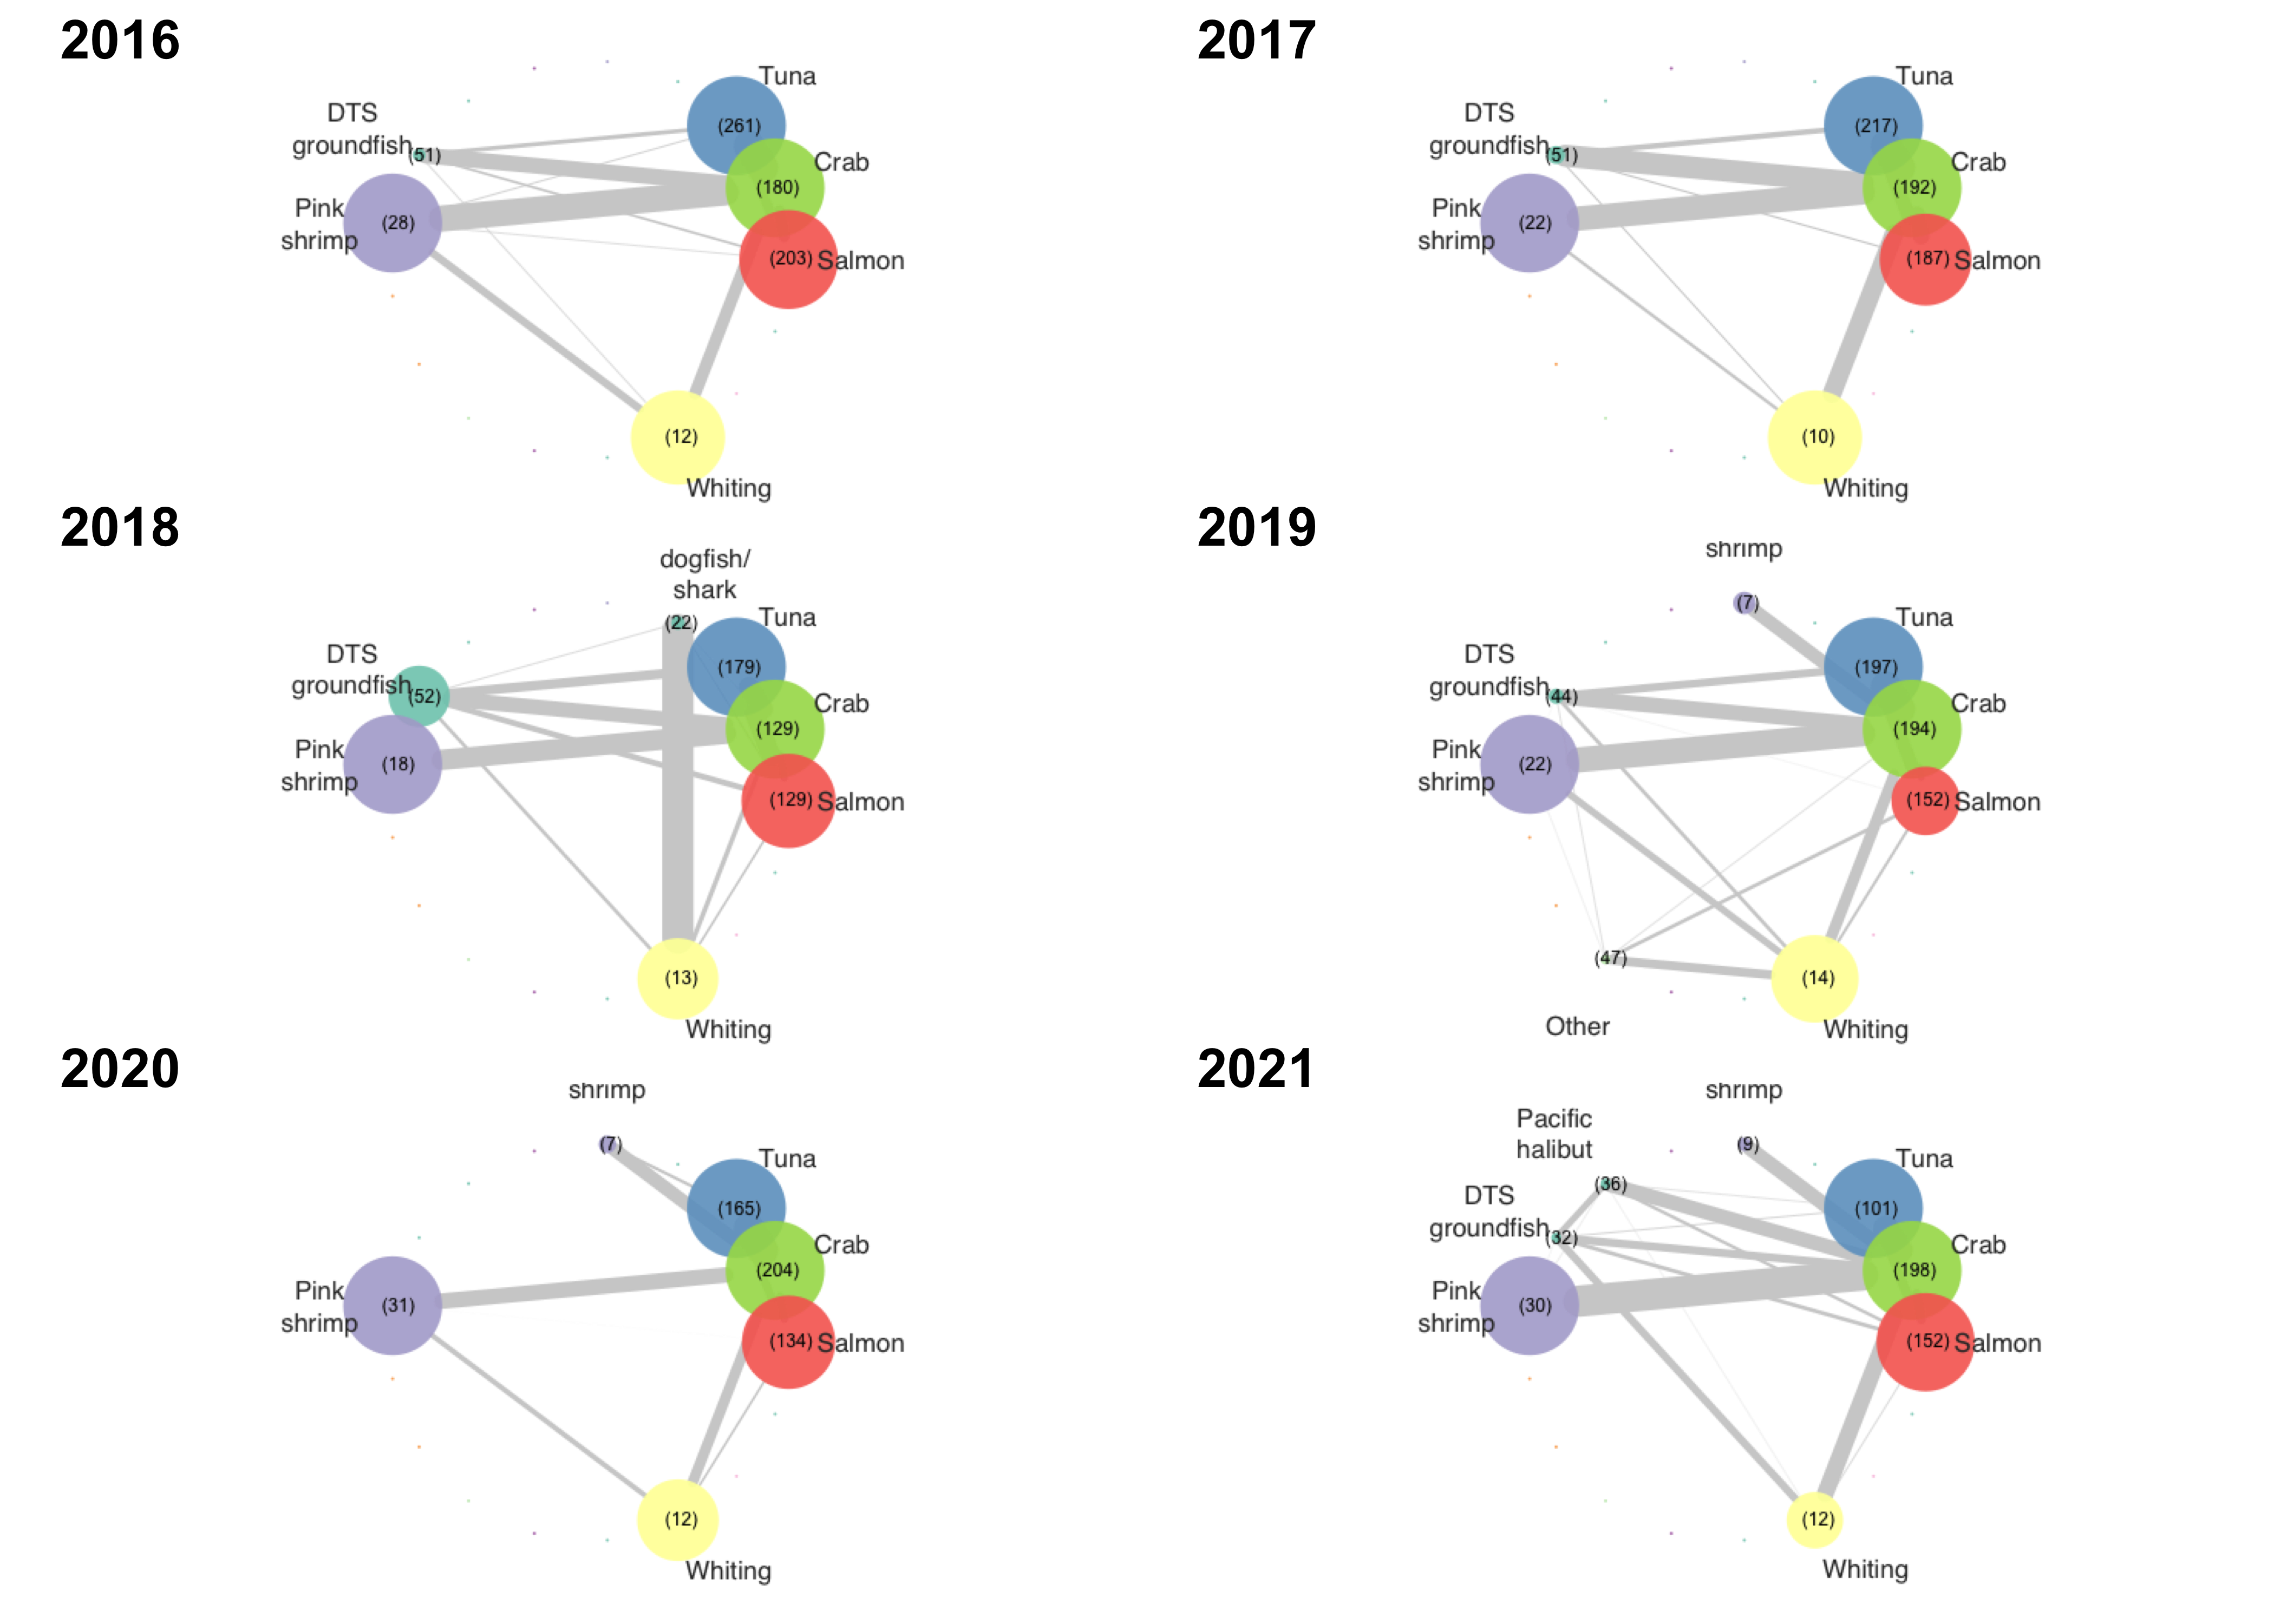 2016
Tuna
(261)
DTS
groundfish
(51)
Crab
(180)
Pink
shrimp
(28)
(203) Salmon
(12)
Whiting
2017
Tuna
(217)
DTS
groundfish
(51)
Crab
(192)
Pink
shrimp
(22)
(187) Salmon
(10)
Whiting
2018
dogfish/
shark
(22)
Tuna
(179)
DTS
groundfish
(52)
Crab
(129)
Pink
shrimp
(18)
(129) Salmon
(13)
Whiting
2019
shrimp
(7)
Tuna
(197)
DTS
groundfish
(44)
Crab
(194)
Pink
shrimp
(22)
(152) Salmon
(47)
(14)
Other
Whiting
2020
shrimp
(7)
Tuna
(165)
Crab
(204)
Pink
shrimp
(31)
(134) Salmon
(12)
Whiting
2021
shrimp
(9)
Pacific
halibut
(36)
Tuna
(101)
DTS
groundfish
(32)
Crab
(198)
Pink
shrimp
(30)
(152) Salmon
(12)
Whiting